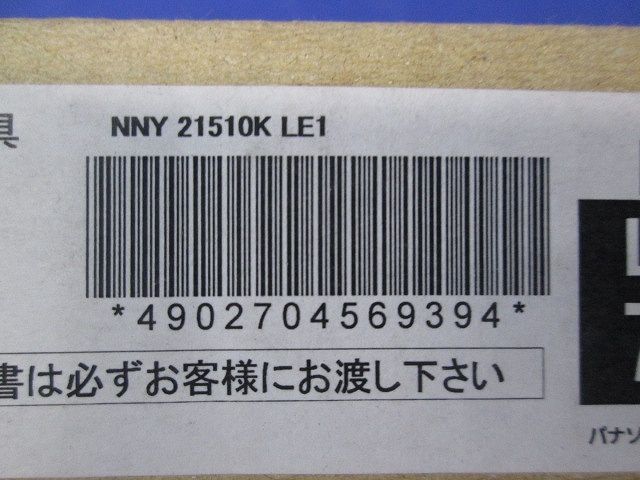 具
NNY 21510K LE1
*4902704569394*
書は必ずお客様にお渡し下さい
パナソ